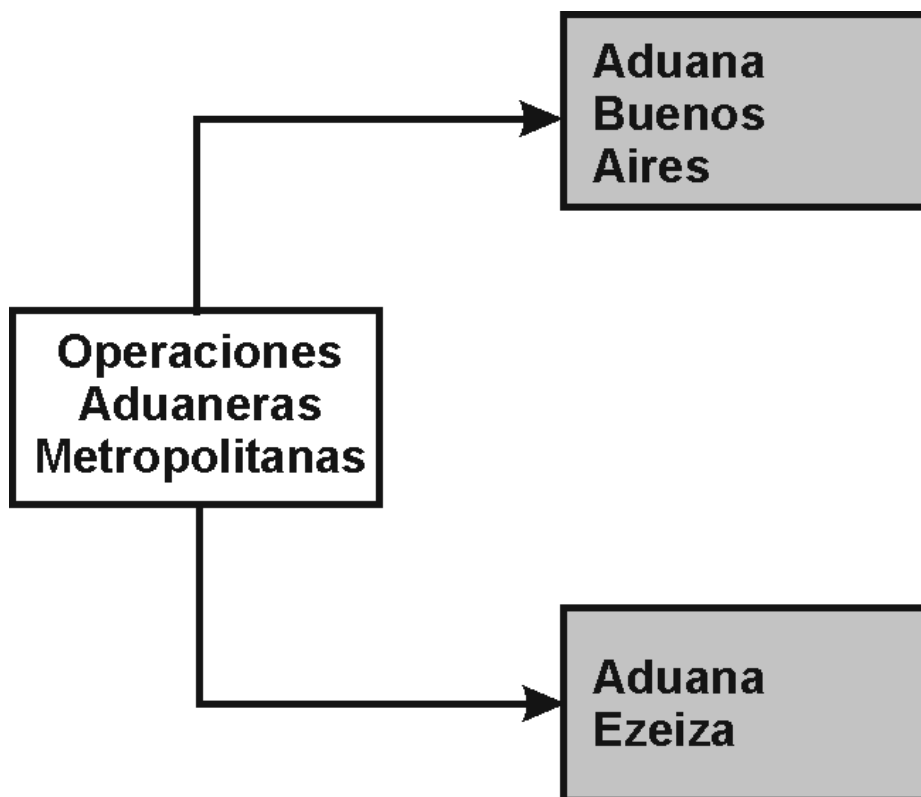 Aduana
Buenos
Aires
Operaciones
Aduaneras
Metropolitanas
Aduana
Ezeiza